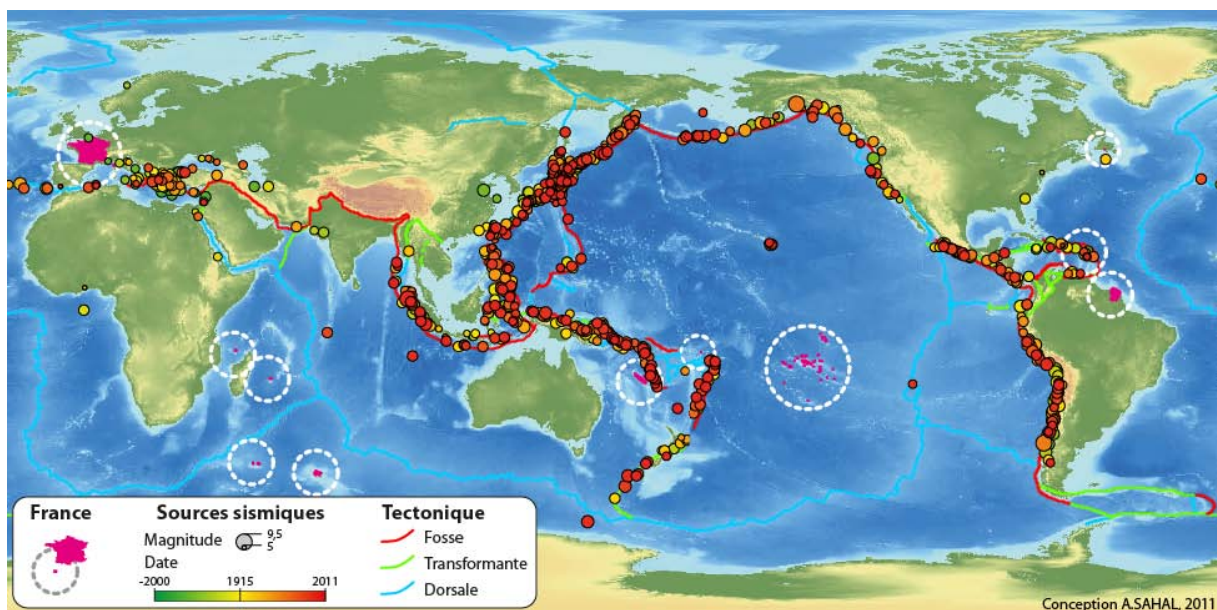 France
Sources sismiques
Magnitude
9,5
5
Date
-2000 1915 2011
Tectonique
Fosse
Transformante
Dorsale
Conception A.SAHAL, 2011